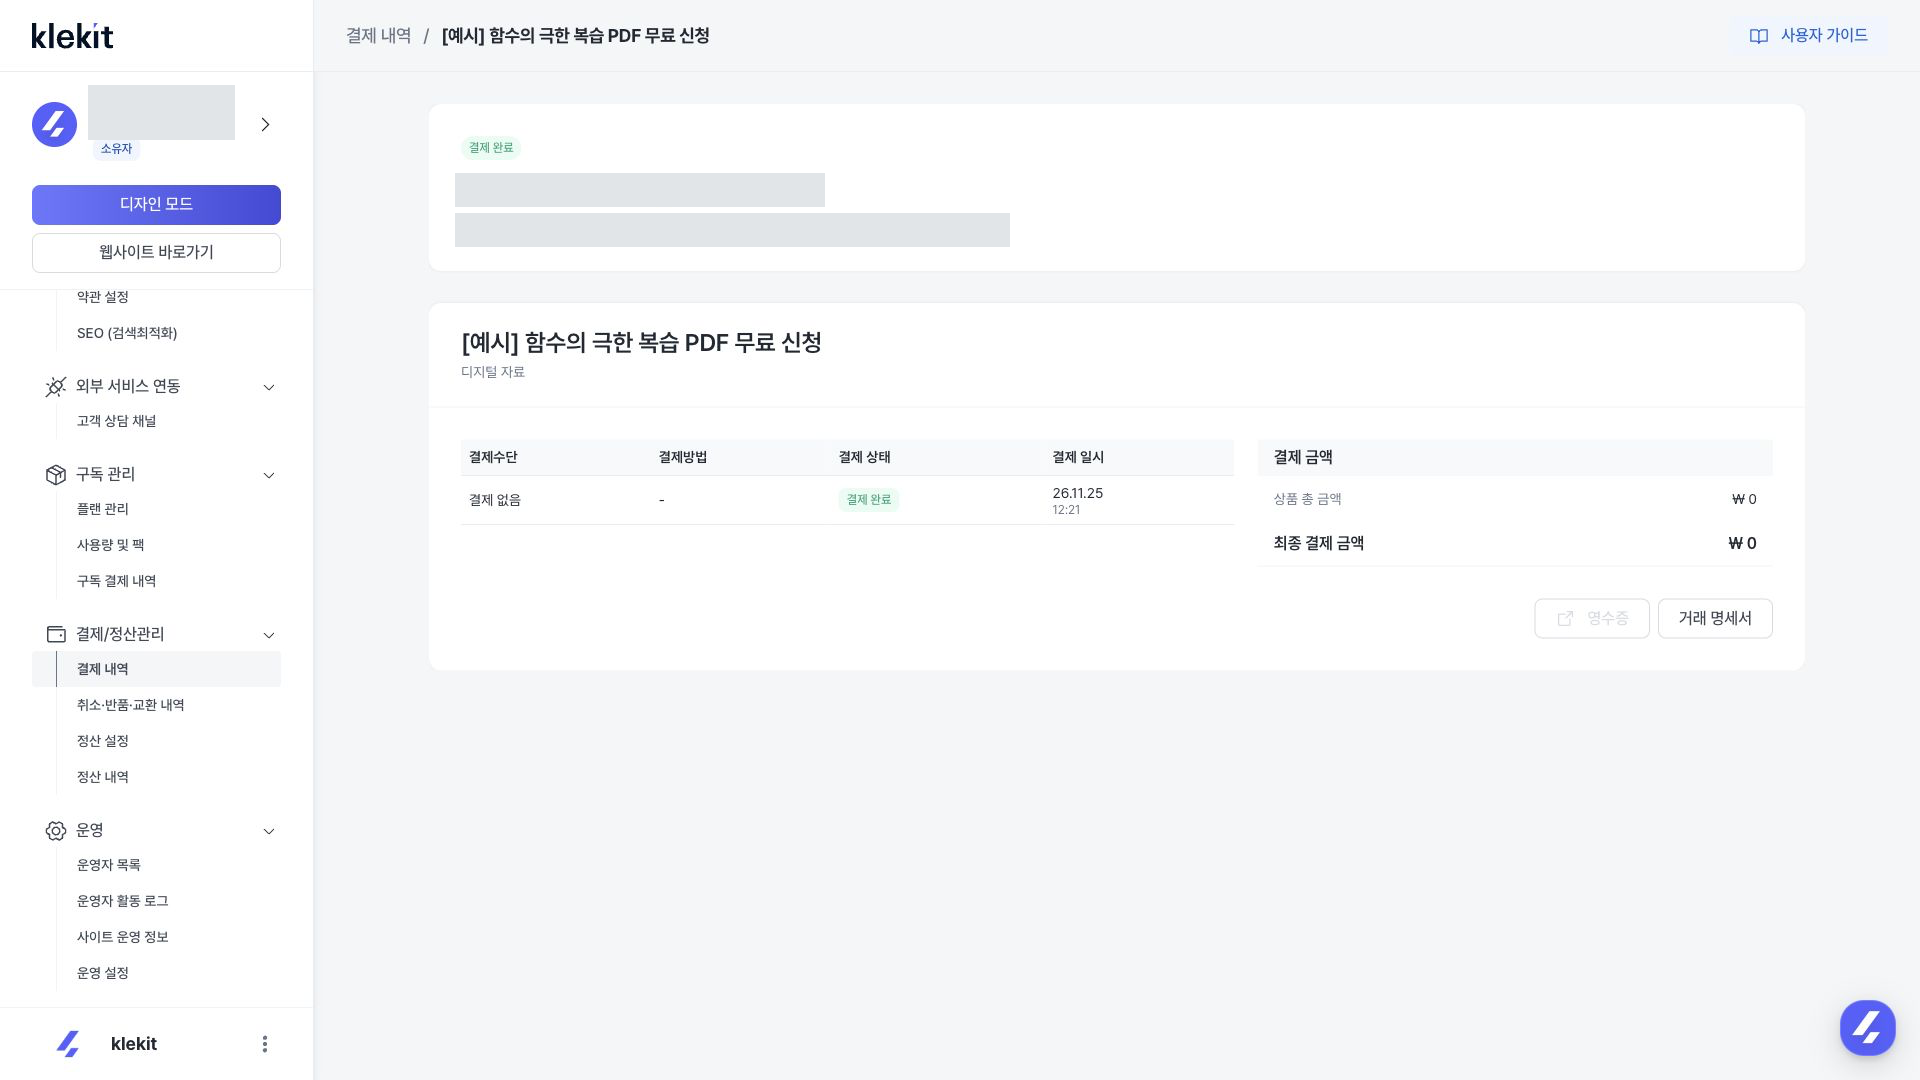 klekit
소유자
디자인 모드
웹사이트 바로가기
약관 설정
SEO (검색최적화)
외부 서비스 연동
고객 상담 채널
구독 관리
플랜 관리
사용량 및 팩
구독 결제 내역
결제/정산관리
결제 내역
취소·반품·교환 내역
정산 설정
정산 내역
운영
운영자 목록
운영자 활동 로그
사이트 운영 정보
운영 설정
klekit
결제 내역 / [예시] 함수의 극한 복습 PDF 무료 신청
사용자 가이드
결제 완료
[예시] 함수의 극한 복습 PDF 무료 신청
디지털 자료
결제수단 결제방법 결제 상태 결제 일시
결제 없음 - 결제 완료 26.11.25
12:21
결제 금액
상품 총 금액 ₩ 0
최종 결제 금액 ₩ 0
영수증 거래 명세서